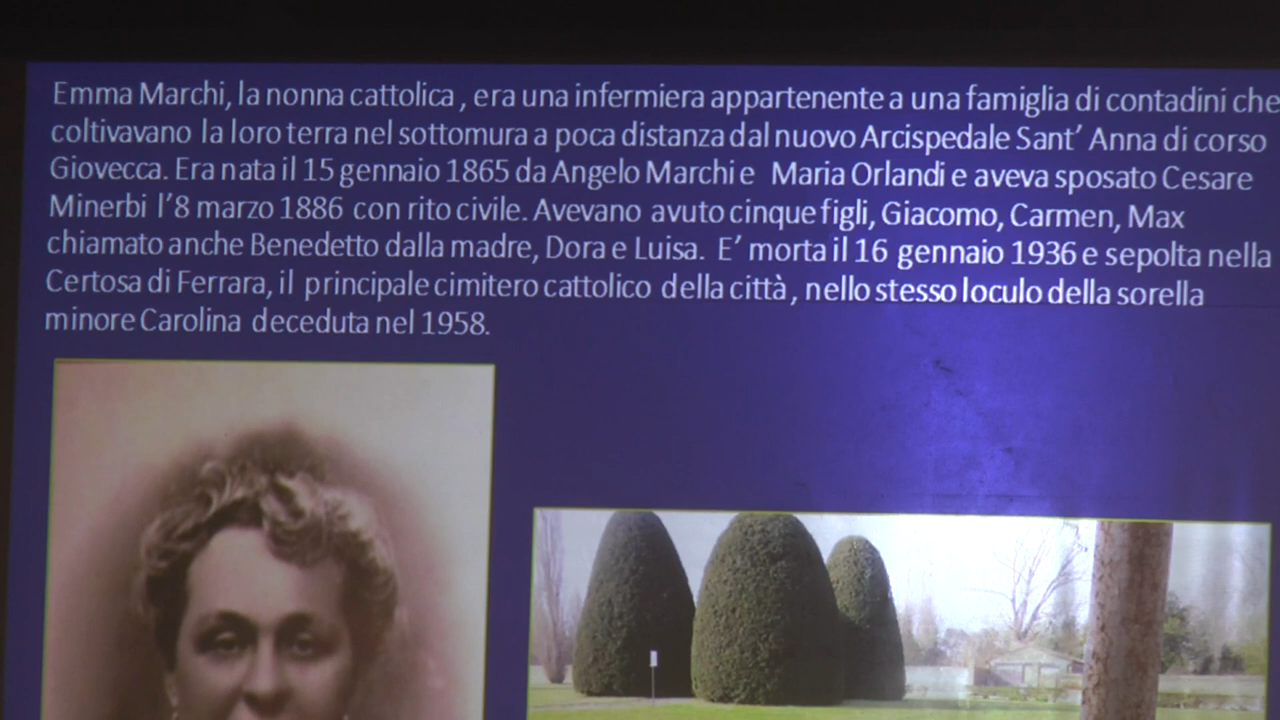 Emma Marchi, la nonna cattolica , era una infermiera appartenente a una famiglia di contadini che
coltivavano la loro terra nel sottomura a poca distanza dal nuovo Arcispedale Sant' Anna di corso
Giovecca. Era nata il 15 gennaio 1865 da Angelo Marchi e Maria Orlandi e aveva sposato Cesare
Minerbi l'8 marzo 1886 con rito civile. Avevano avuto cinque figli, Giacomo, Carmen, Max
chiamato anche Benedetto dalla madre, Dora e Luisa. E' morta il 16 gennaio 1936 e sepolta nella
Certosa di Ferrara, il principale cimitero cattolico della città , nello stesso loculo della sorella
minore Carolina deceduta nel 1958.